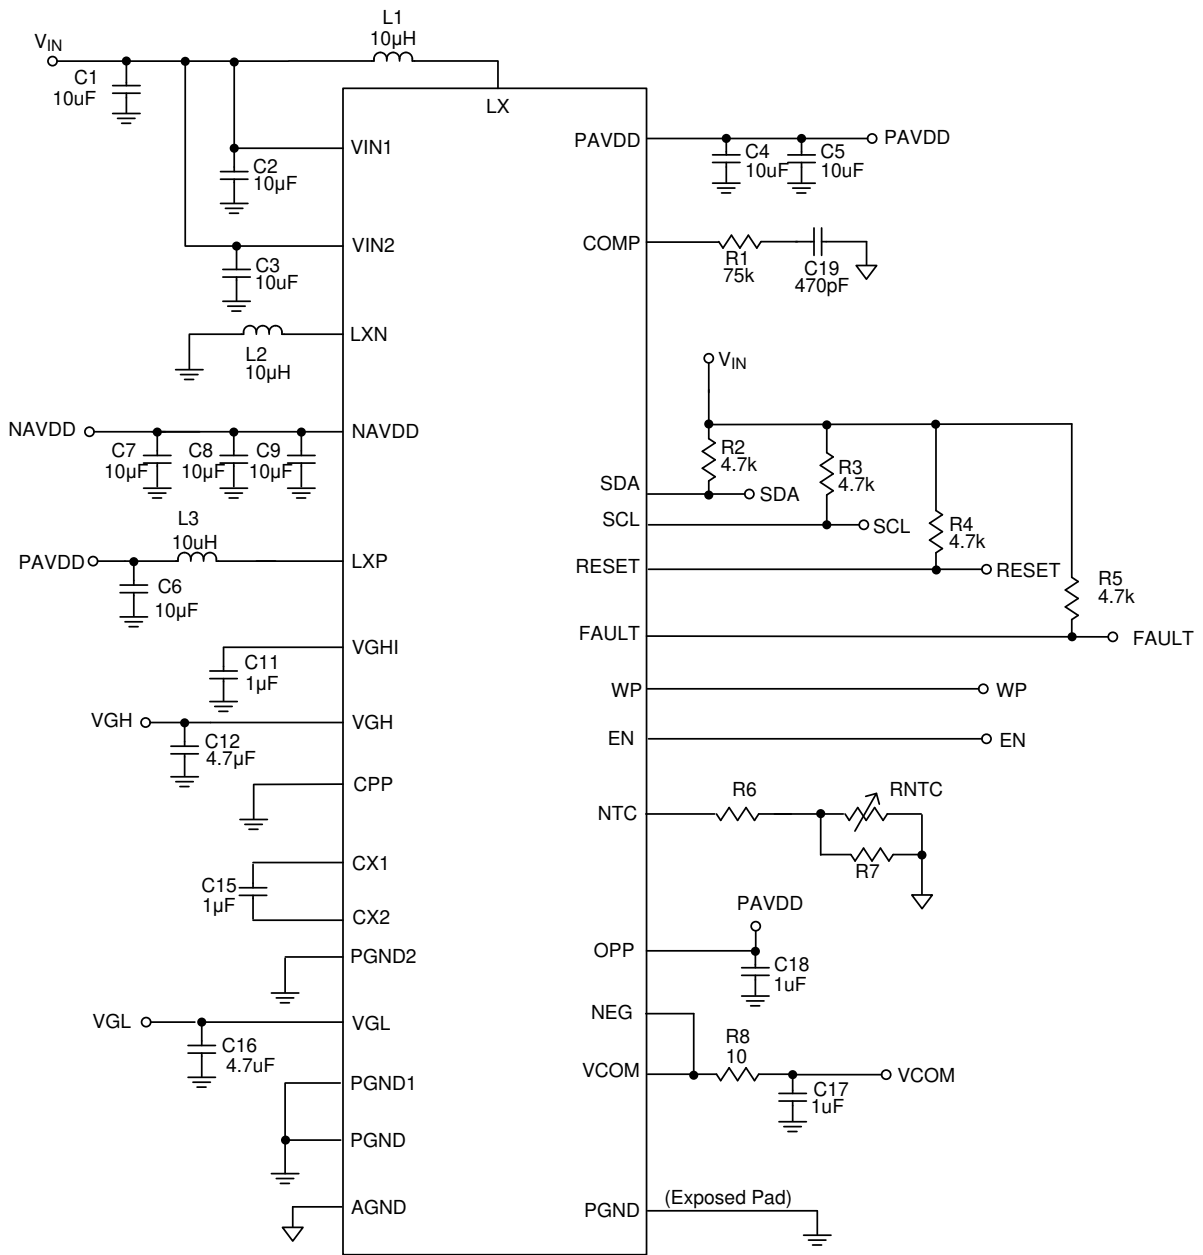 L1
10µH
VIN
C1
10uF
LX
VIN1
C2
10µF
VIN2
C3
10uF
LXN
L2
10µH
NAVDD
NAVDD
C7
10µF
C8
10µF
C9
10µF
L3
10uH
PAVDD
LXP
C6
10µF
VGHI
C11
1µF
VGH
VGH
C12
4.7µF
CPP
CX1
C15
1µF
CX2
PGND2
VGL
VGL
C16
4.7uF
PGND1
PGND
AGND
PAVDD
PAVDD
C4
10uF
C5
10uF
COMP
R1
75k
C19
470pF
VIN
R2
4.7k
R3
4.7k
SDA
SDA
SCL
SCL
R4
4.7k
RESET
RESET
R5
4.7k
FAULT
FAULT
WP
WP
EN
EN
NTC
R6
RNTC
R7
PAVDD
OPP
C18
1uF
NEG
R8
10
VCOM
VCOM
C17
1uF
PGND
(Exposed Pad)